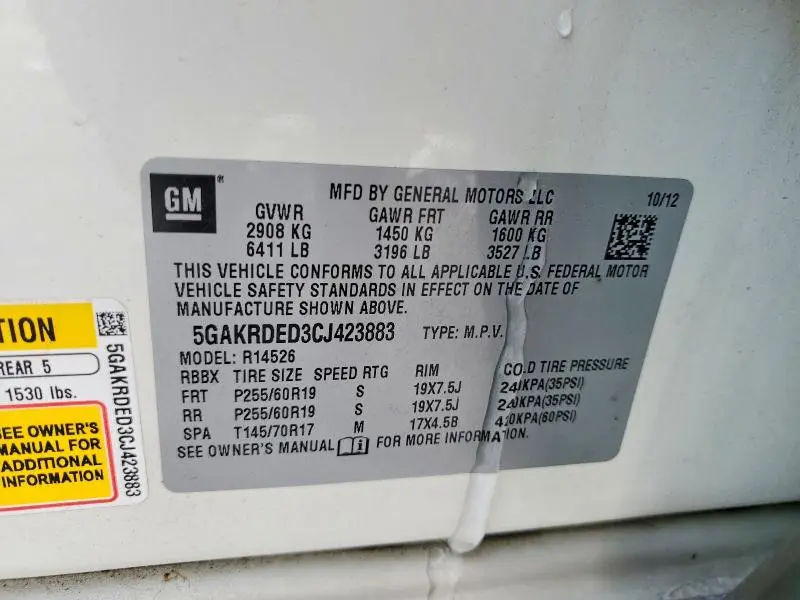 GM
MFD BY GENERAL MOTORS LLC
10/12
GVWR GAWR FRT GAWR RR
2908 KG 1450 KG 1600 KG
6411 LB 3196 LB 3527 LB
THIS VEHICLE CONFORMS TO ALL APPLICABLE U.S. FEDERAL MOTOR
VEHICLE SAFETY STANDARDS IN EFFECT ON THE DATE OF
MANUFACTURE SHOWN ABOVE.
5GAKRDED3CJ423883 TYPE: M.P.V.
MODEL: R14526
RBBX TIRE SIZE SPEED RTG RIM COLD TIRE PRESSURE
FRT P255/60R19 S 19X7.5J 240KPA(35PSI)
RR P255/60R19 S 19X7.5J 240KPA(35PSI)
SPA T145/70R17 M 17X4.5B 420KPA(60PSI)
SEE OWNER'S MANUAL FOR MORE INFORMATION.
TION
REAR 5
1530 lbs.
SEE OWNER'S
MANUAL FOR
ADDITIONAL
INFORMATION
5GAKRDED3CJ423883